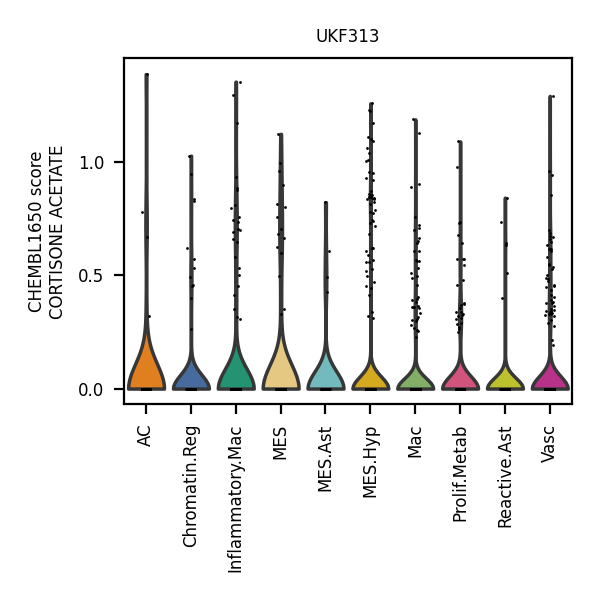 UKF313
CHEMBL1650 score
CORTISONE ACETATE
1.0
0.5
0.0
AC
Chromatin.Reg
Inflammatory.Mac
MES
MES.Ast
MES.Hyp
Mac
Prolif.Metab
Reactive.Ast
Vasc